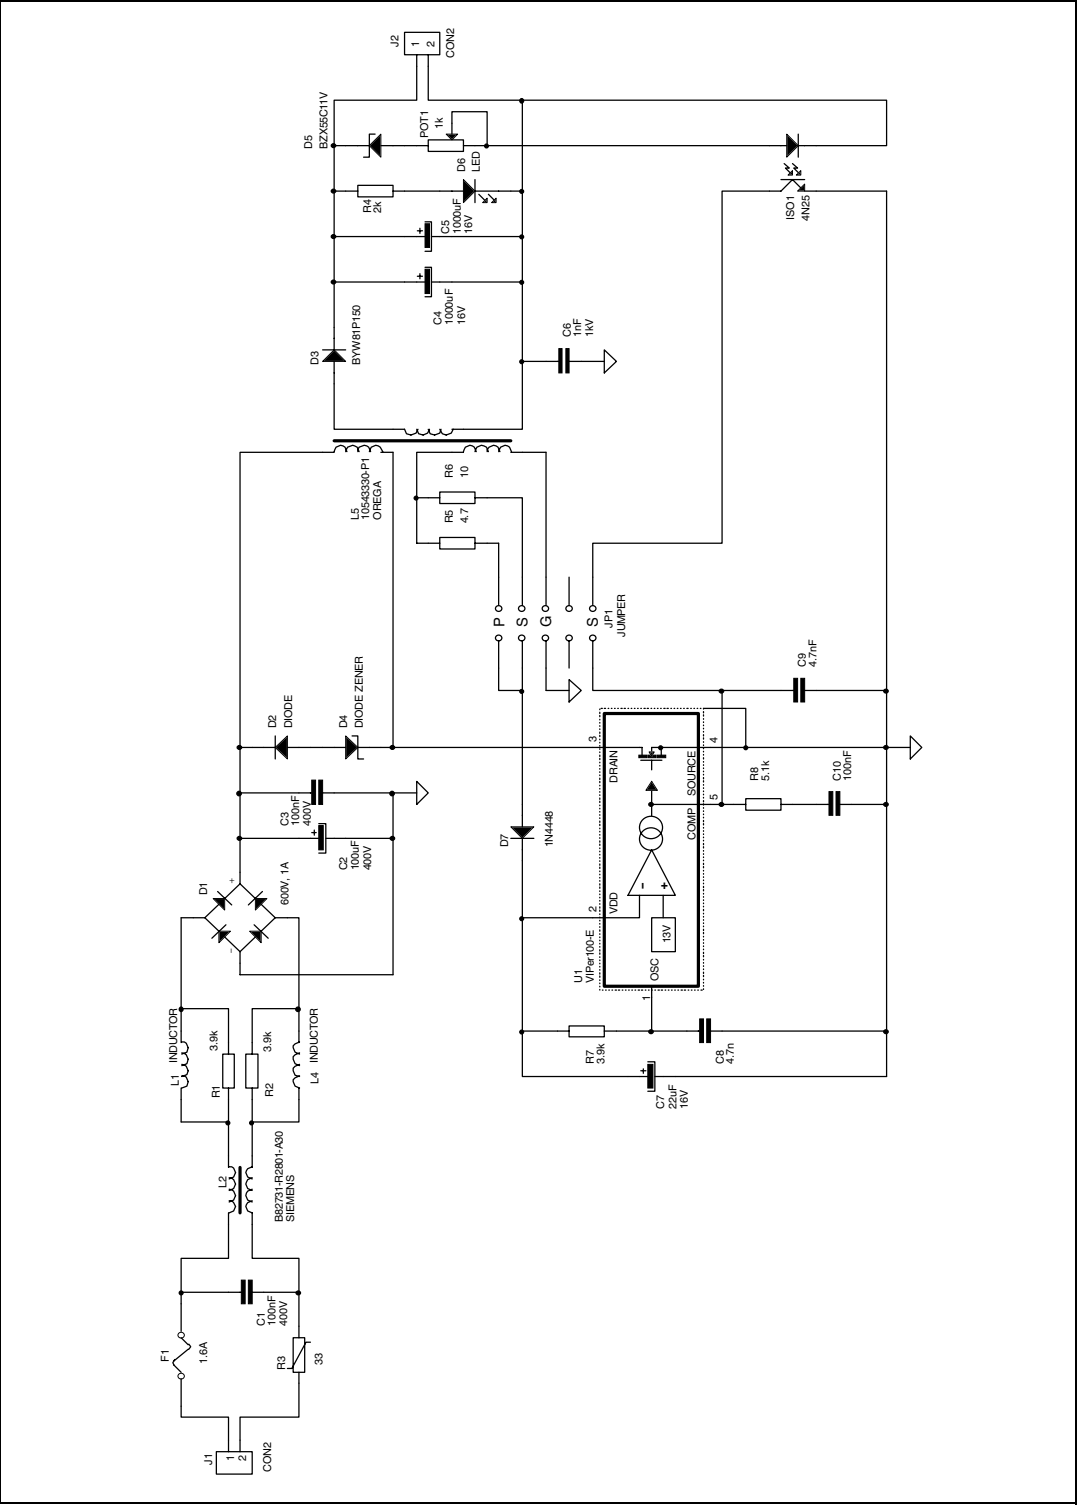 J1
1
2
CON2
F1
1.6A
R3
33
C1
100nF
400V
L2
B82731-R2801-A30
SIEMENS
L1
INDUCTOR
R1
3.9k
R2
3.9k
L4
INDUCTOR
D1
-
+
600V, 1A
C2
+
100uF
400V
C3
100nF
400V
D2
DIODE
D4
DIODE ZENER
L5
10543330-P1
OREGA
R5
4.7
R6
10
D3
BYW81P150
C4
+
1000uF
16V
C5
+
1000uF
16V
C6
1nF
1kV
R4
2k
D6
LED
D5
BZX55C11V
POT1
1k
J2
1
2
CON2
ISO1
4N25
P
S
G
S
JP1
JUMPER
C9
4.7nF
D7
1N4448
U1
VIPer100-E
1
OSC
2
VDD
3
DRAIN
4
SOURCE
5
COMP
13V
-
+
R8
5.1k
C10
100nF
R7
3.9k
C8
4.7n
C7
+
22uF
16V